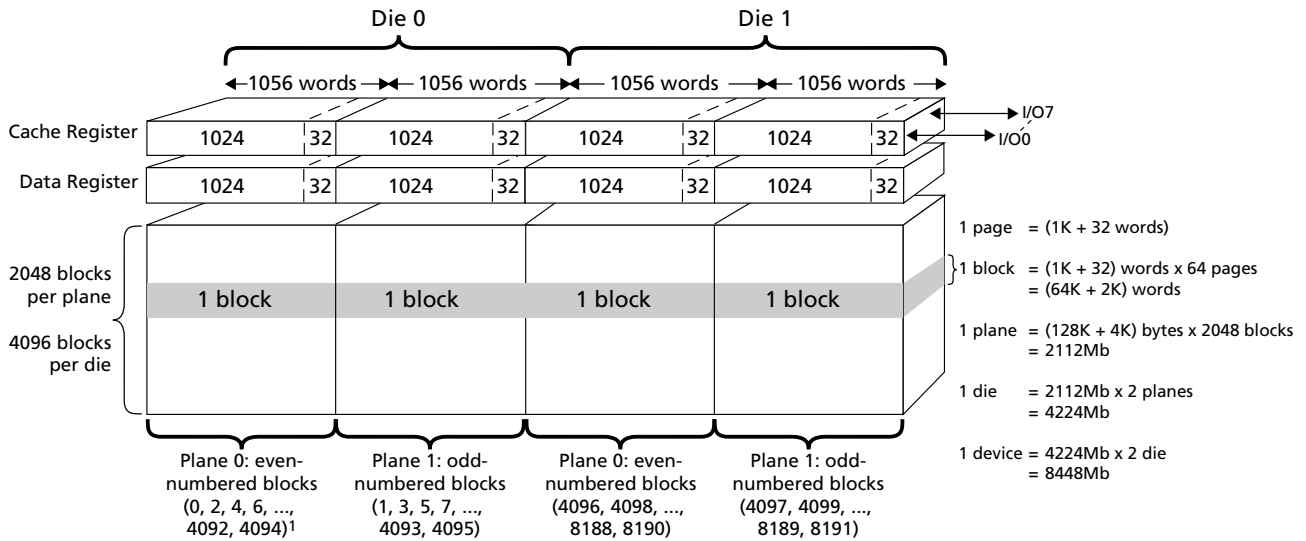 Die 0 Die 1
1056 words 1056 words 1056 words 1056 words
Cache Register 1024 32 1024 32 1024 32 1024 32 I/O7
I/O0
Data Register 1024 32 1024 32 1024 32 1024 32
2048 blocks
per plane
4096 blocks
per die
1 block 1 block 1 block 1 block
1 page = (1K + 32 words)
1 block = (1K + 32) words x 64 pages
= (64K + 2K) words
1 plane = (128K + 4K) bytes x 2048 blocks
= 2112Mb
1 die = 2112Mb x 2 planes
= 4224Mb
1 device = 4224Mb x 2 die
= 8448Mb
Plane 0: even-
numbered blocks
(0, 2, 4, 6, ...,
4092, 4094)1
Plane 1: odd-
numbered blocks
(1, 3, 5, 7, ...,
4093, 4095)
Plane 0: even-
numbered blocks
(4096, 4098, ...,
8188, 8190)
Plane 1: odd-
numbered blocks
(4097, 4099, ...,
8189, 8191)